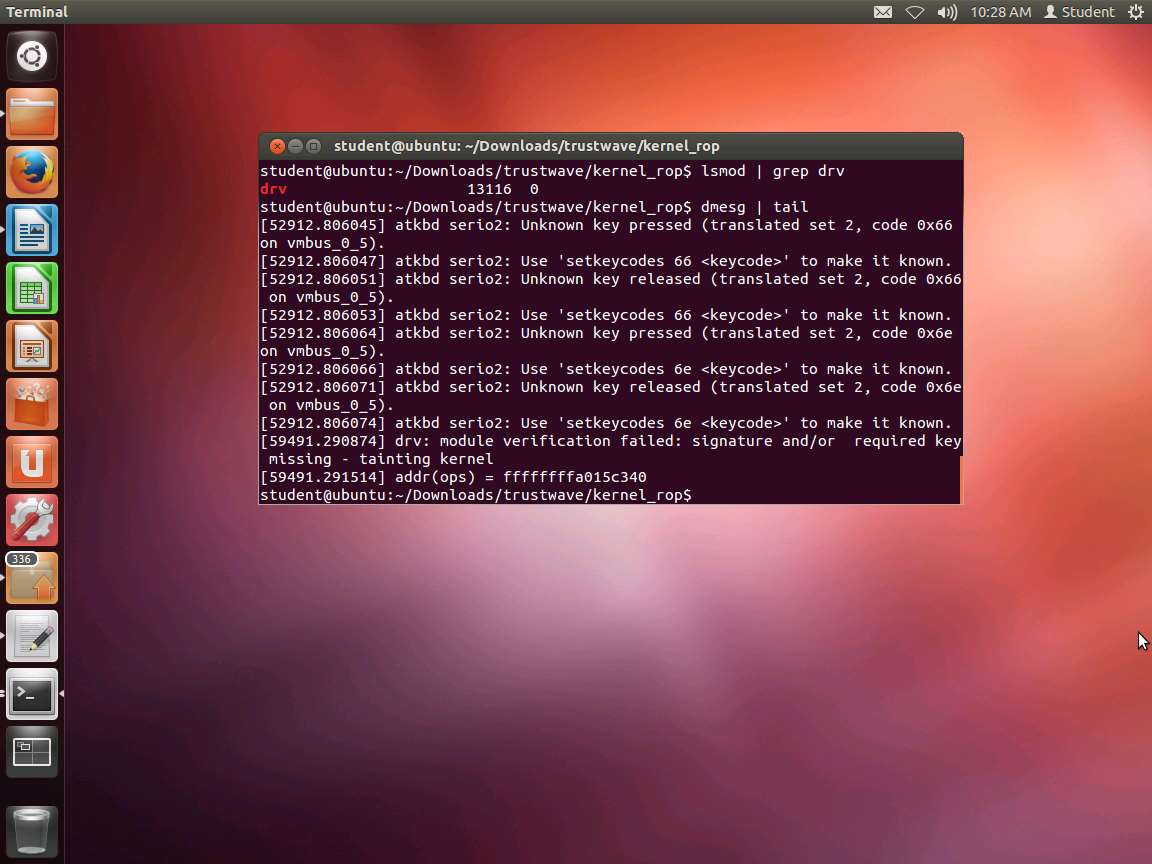 Terminal
10:28 AM Student
student@ubuntu: ~/Downloads/trustwave/kernel_rop
student@ubuntu:~/Downloads/trustwave/kernel_rop$ lsmod | grep drv
drv                    13116  0
student@ubuntu:~/Downloads/trustwave/kernel_rop$ dmesg | tail
[52912.806045] atkbd serio2: Unknown key pressed (translated set 2, code 0x66
on vmbus_0_5).
[52912.806047] atkbd serio2: Use 'setkeycodes 66 <keycode>' to make it known.
[52912.806051] atkbd serio2: Unknown key released (translated set 2, code 0x66
 on vmbus_0_5).
[52912.806053] atkbd serio2: Use 'setkeycodes 66 <keycode>' to make it known.
[52912.806064] atkbd serio2: Unknown key pressed (translated set 2, code 0x6e
on vmbus_0_5).
[52912.806066] atkbd serio2: Use 'setkeycodes 6e <keycode>' to make it known.
[52912.806071] atkbd serio2: Unknown key released (translated set 2, code 0x6e
 on vmbus_0_5).
[52912.806074] atkbd serio2: Use 'setkeycodes 6e <keycode>' to make it known.
[59491.290874] drv: module verification failed: signature and/or  required key
 missing - tainting kernel
[59491.291514] addr(ops) = ffffffffa015c340
student@ubuntu:~/Downloads/trustwave/kernel_rop$
336